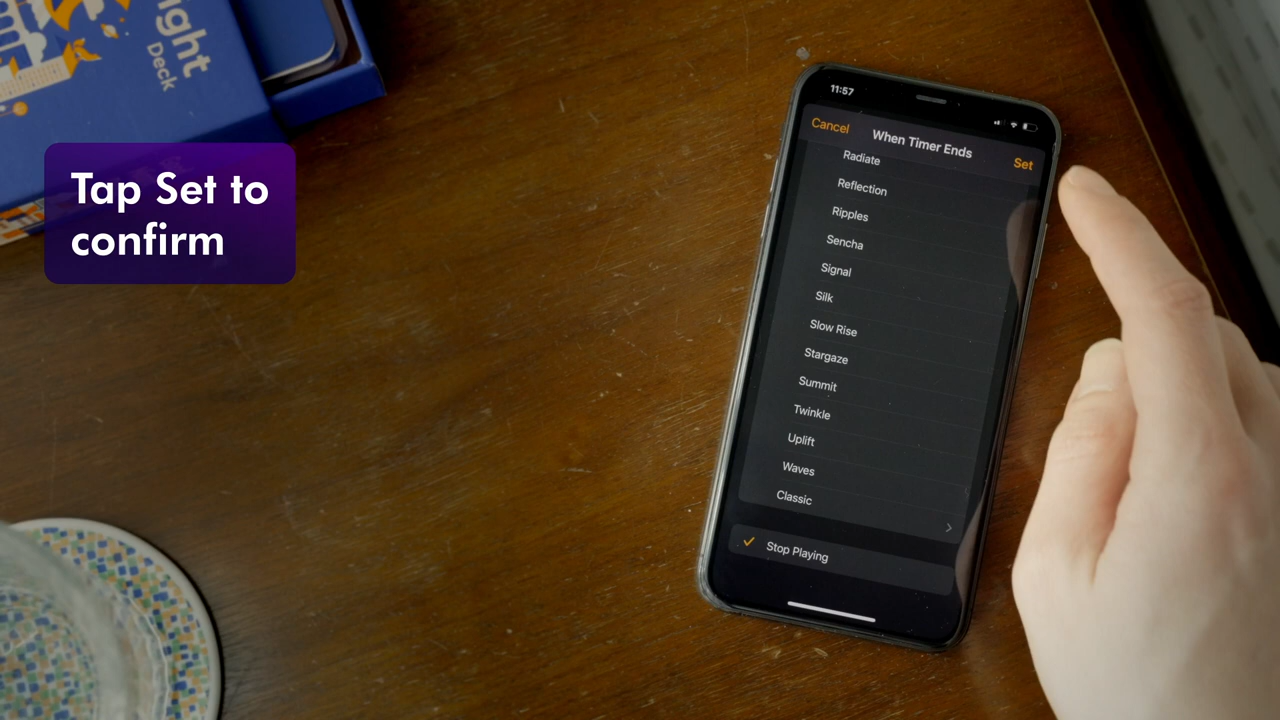 ight
Deck
Tap Set to
confirm
11:57
Cancel
When Timer Ends
Set
Radiate
Reflection
Ripples
Sencha
Signal
Silk
Slow Rise
Stargaze
Summit
Twinkle
Uplift
Waves
Classic
Stop Playing